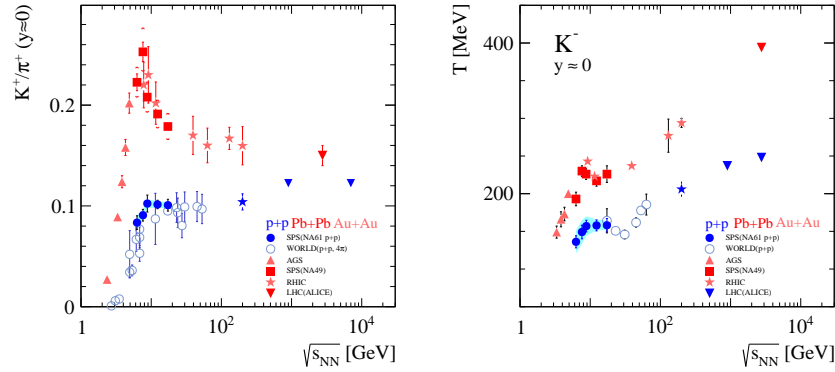 K⁺/π⁺ (y≈0)
0.2
0.1
0
1
10²
10⁴
√s_NN [GeV]
p+p Pb+Pb Au+Au
SPS(NA61 p+p)
WORLD(p+p, 4π)
AGS
SPS(NA49)
RHIC
LHC(ALICE)
T [MeV]
K⁻
y ≈ 0
400
200
1
10²
10⁴
√s_NN [GeV]
p+p Pb+Pb Au+Au
SPS(NA61 p+p)
WORLD(p+p)
AGS
SPS(NA49)
RHIC
LHC(ALICE)